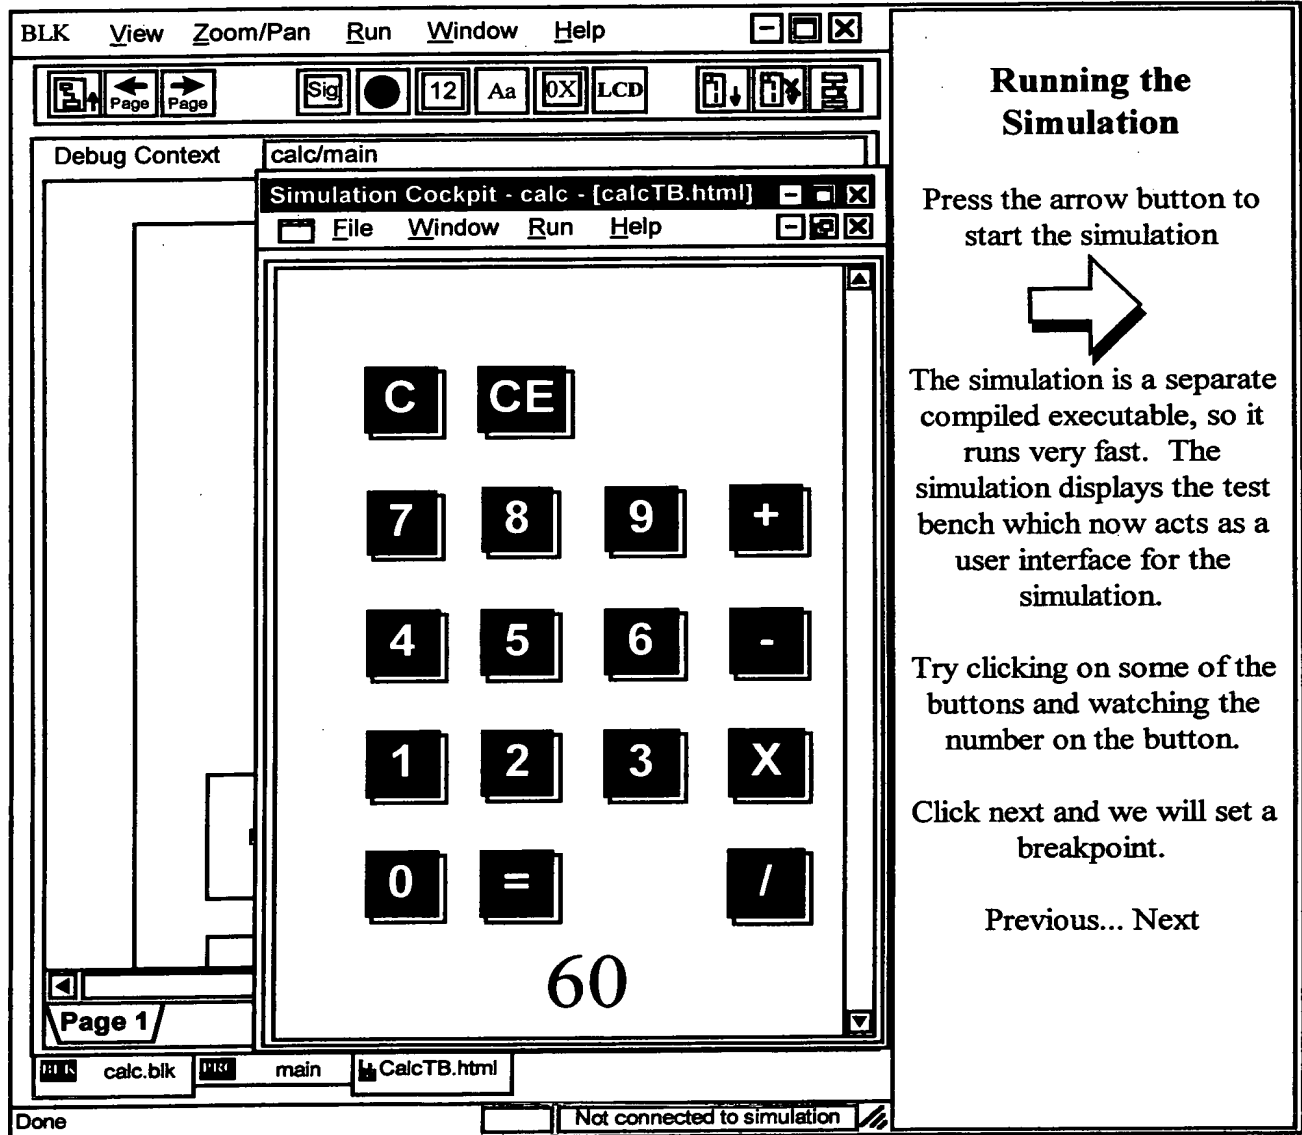 BLK View Zoom/Pan Run Window Help
Page Page Sig 12 Aa 0X LCD
Debug Context calc/main
Simulation Cockpit - calc - [calcTB.html]
File Window Run Help
C CE
7 8 9 +
4 5 6 -
1 2 3 X
0 = /
60
Page 1
BLK calc.blk main CalcTB.html
Done Not connected to simulation
Running the
Simulation
Press the arrow button to
start the simulation
The simulation is a separate
compiled executable, so it
runs very fast. The
simulation displays the test
bench which now acts as a
user interface for the
simulation.
Try clicking on some of the
buttons and watching the
number on the button.
Click next and we will set a
breakpoint.
Previous... Next